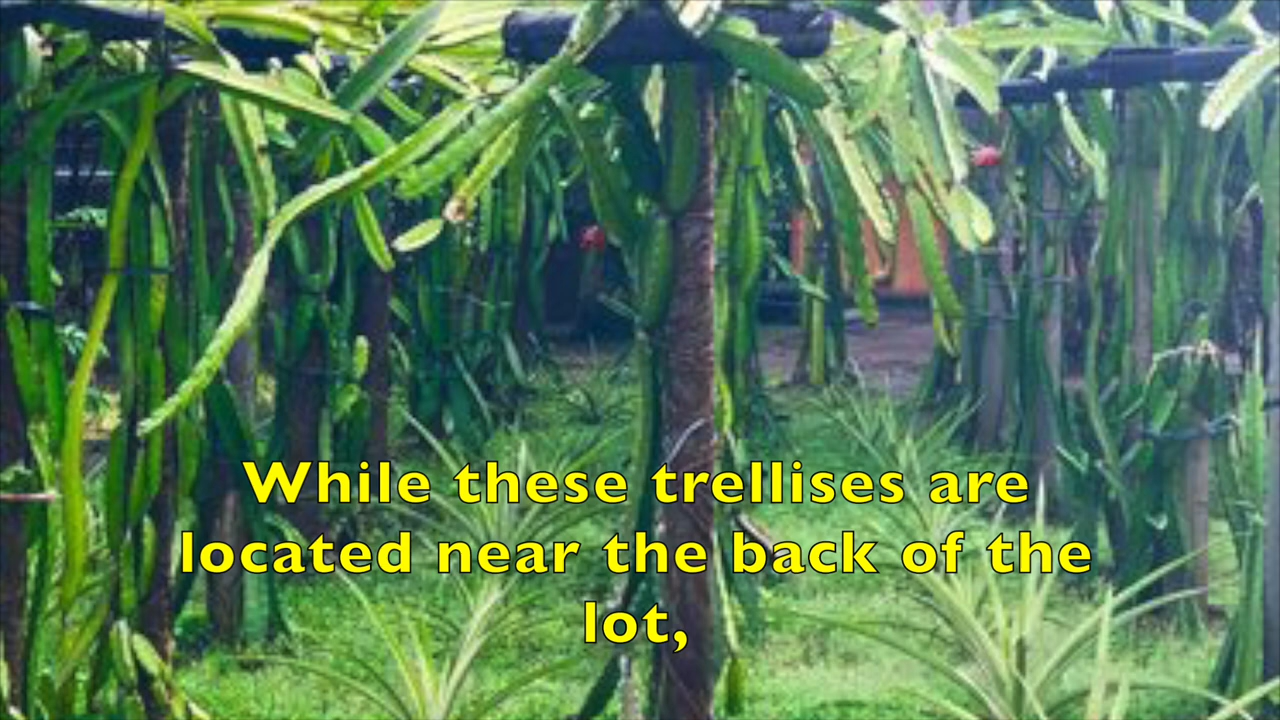 While these trellises are
located near the back of the
lot,